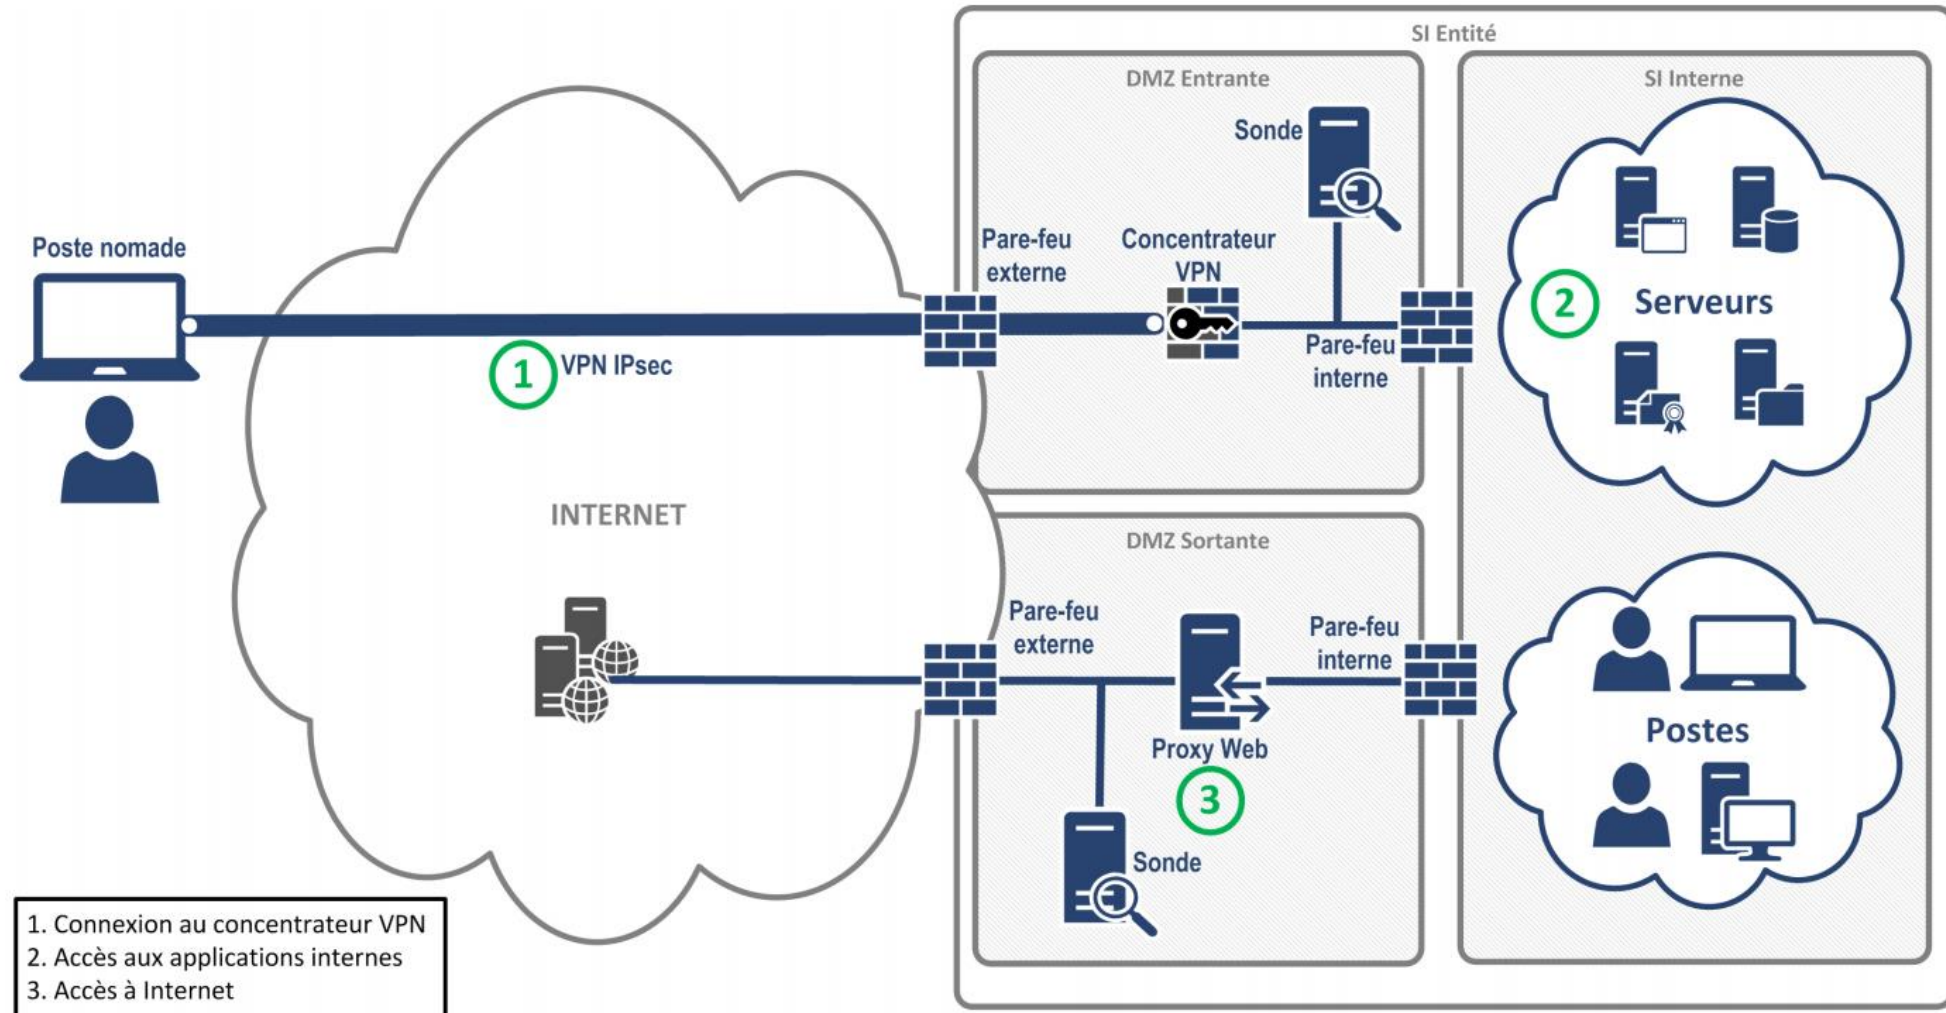 SI Entité
DMZ Entrante
SI Interne
Sonde
Poste nomade
Pare-feu
externe
Concentrateur
VPN
2
Serveurs
Pare-feu
interne
1
VPN IPsec
INTERNET
DMZ Sortante
Pare-feu
externe
Pare-feu
interne
Postes
Proxy Web
3
Sonde
1. Connexion au concentrateur VPN
2. Accès aux applications internes
3. Accès à Internet